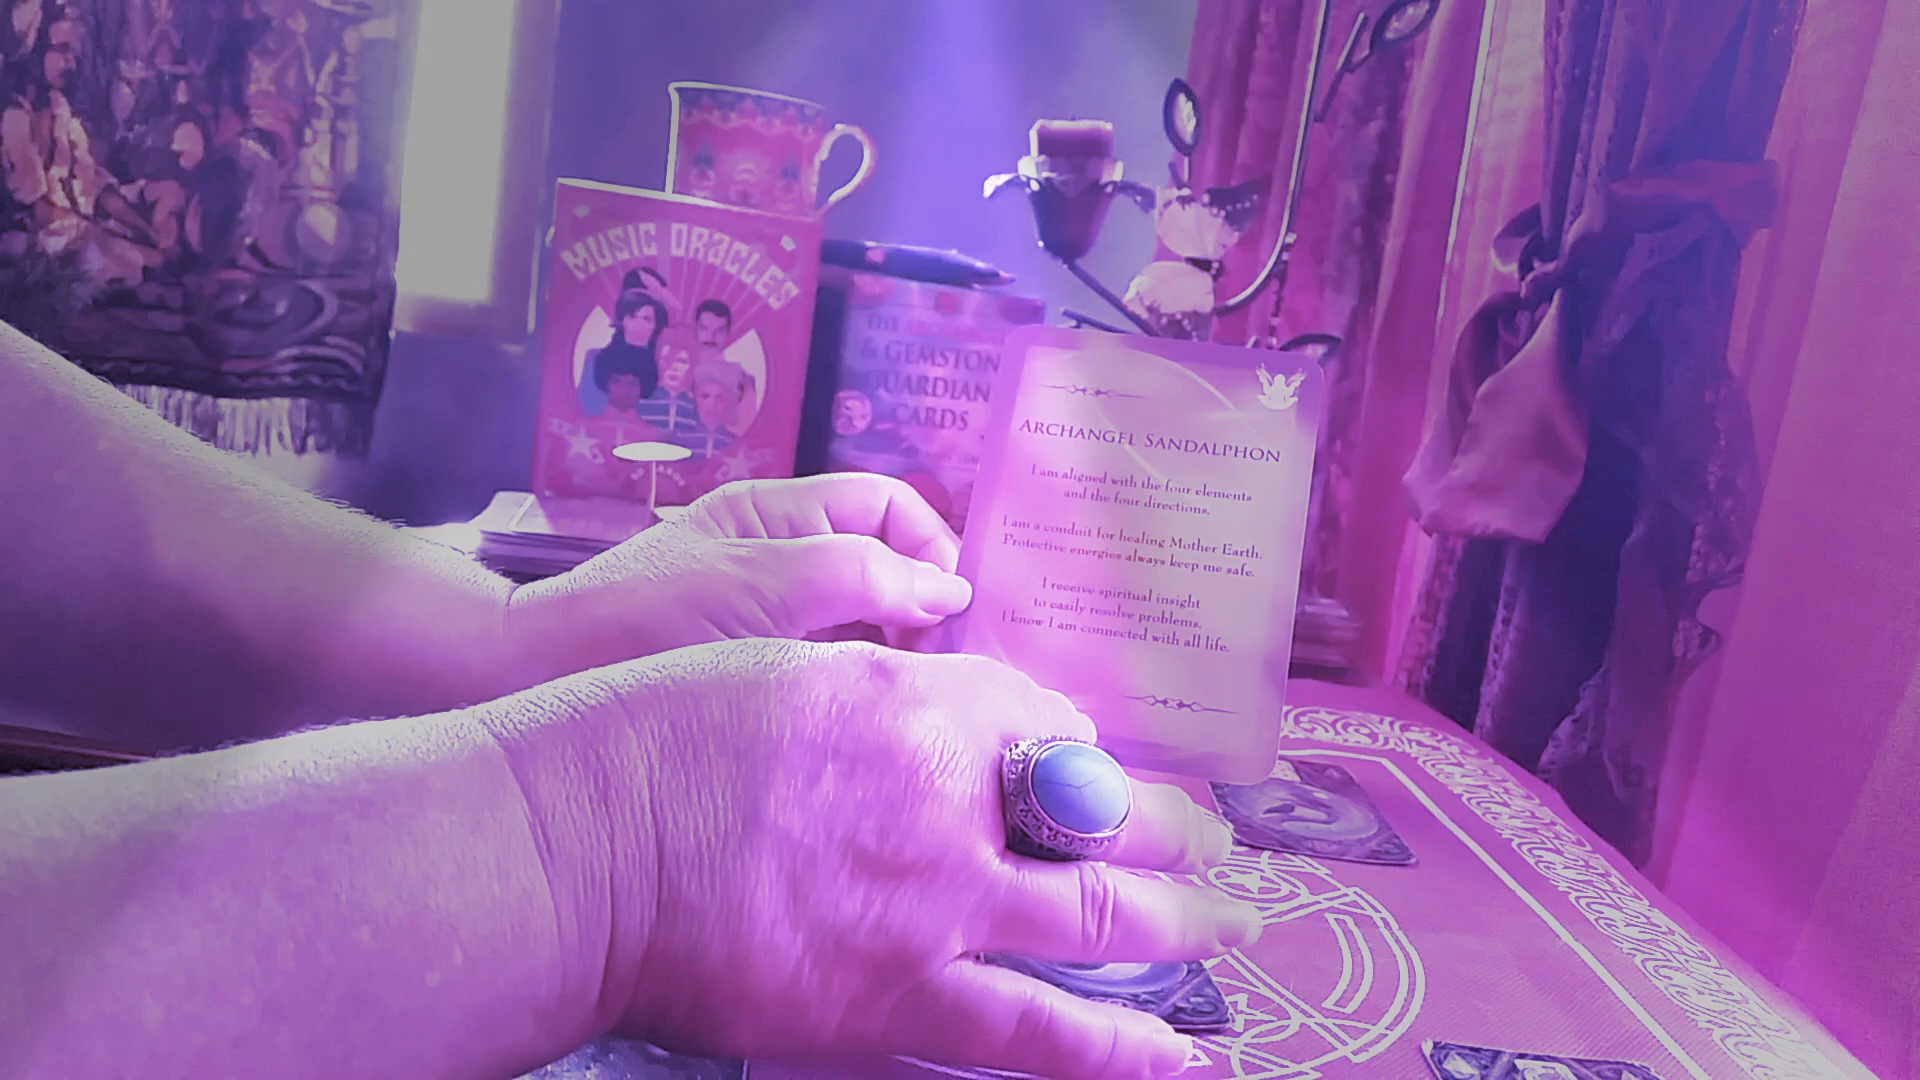 MUSIC ORACLES
& GEMSTON
GUARDIAN
CARDS
ARCHANGEL SANDALPHON
I am aligned with the four elements
and the four directions.
I am a conduit for healing Mother Earth.
Protective energies always keep me safe.
I receive spiritual insight
to easily resolve problems.
I know I am connected with all life.